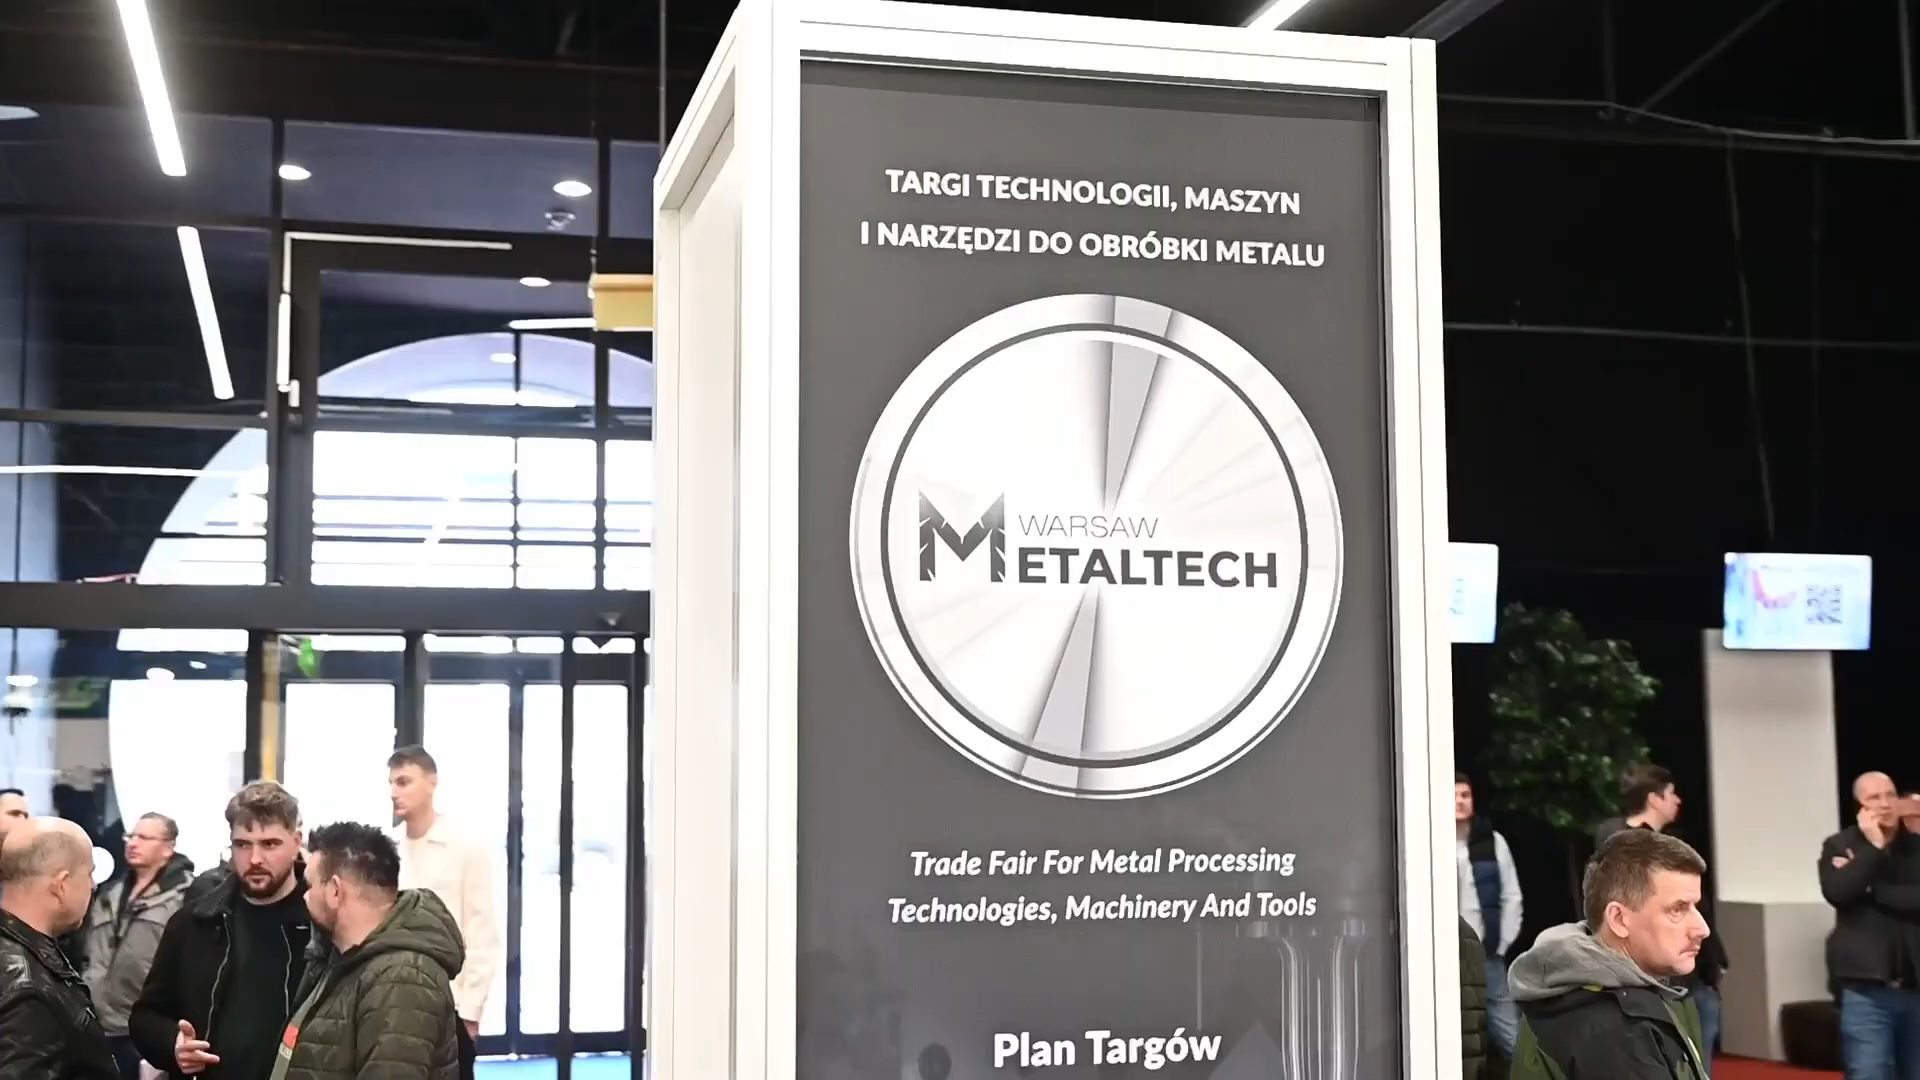 TARGI TECHNOLOGII, MASZYN
I NARZĘDZI DO OBRÓBKI METALU
WARSAW
METALTECH
Trade Fair For Metal Processing
Technologies, Machinery And Tools
Plan Targów